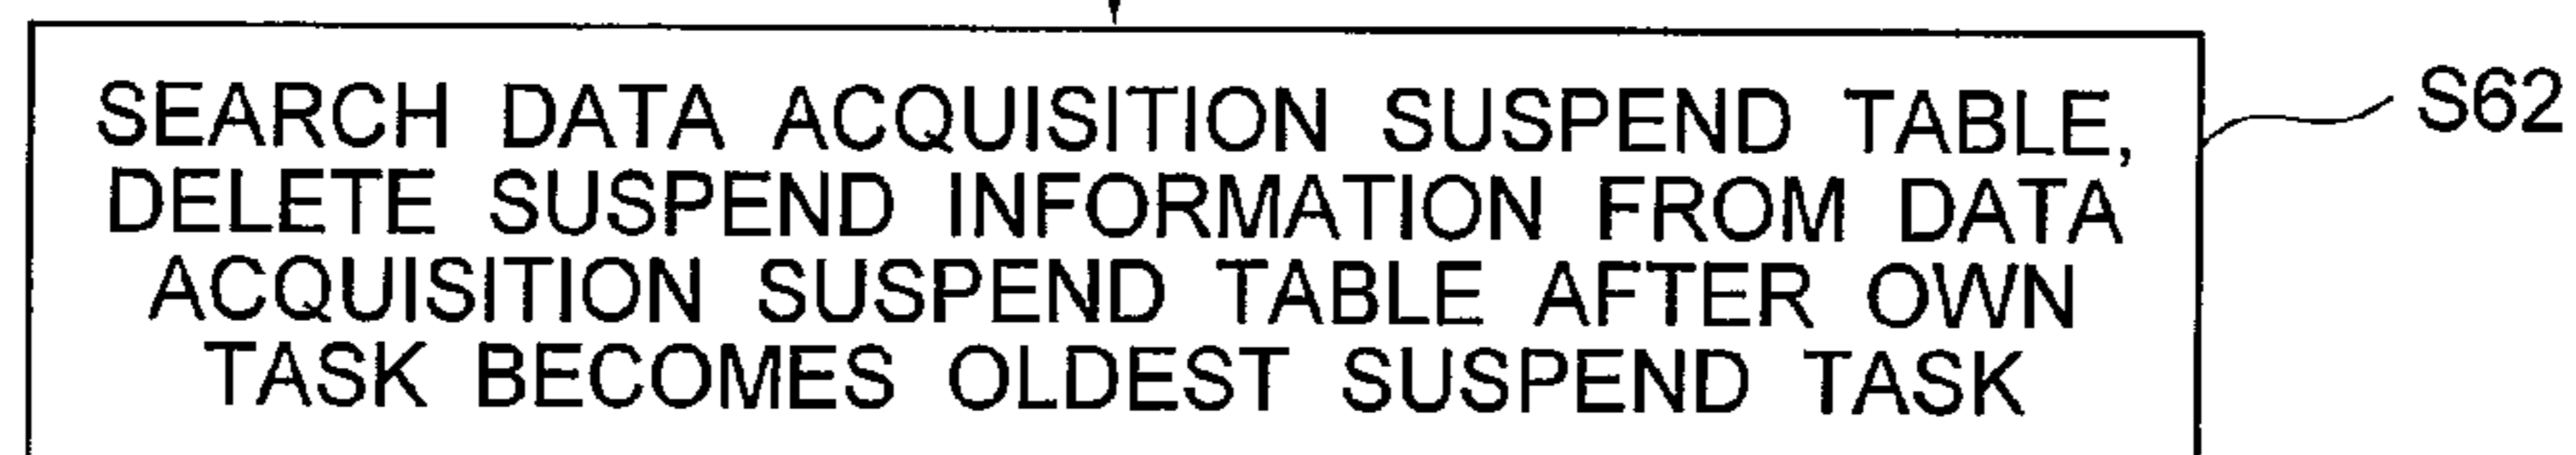 SEARCH DATA ACQUISITION SUSPEND TABLE,
DELETE SUSPEND INFORMATION FROM DATA
ACQUISITION SUSPEND TABLE AFTER OWN
TASK BECOMES OLDEST SUSPEND TASK
S62